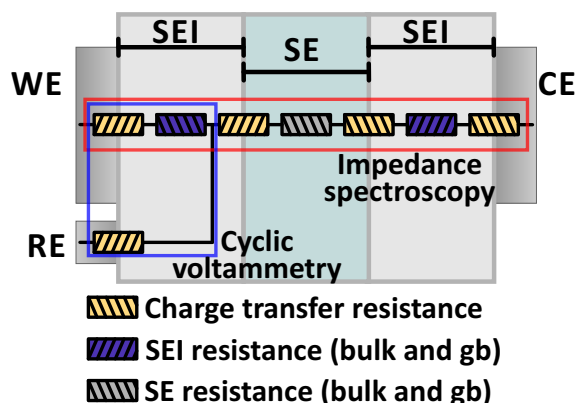 SEI
SE
SEI
WE
CE
Impedance
spectroscopy
RE
Cyclic
voltammetry
Charge transfer resistance
SEI resistance (bulk and gb)
SE resistance (bulk and gb)